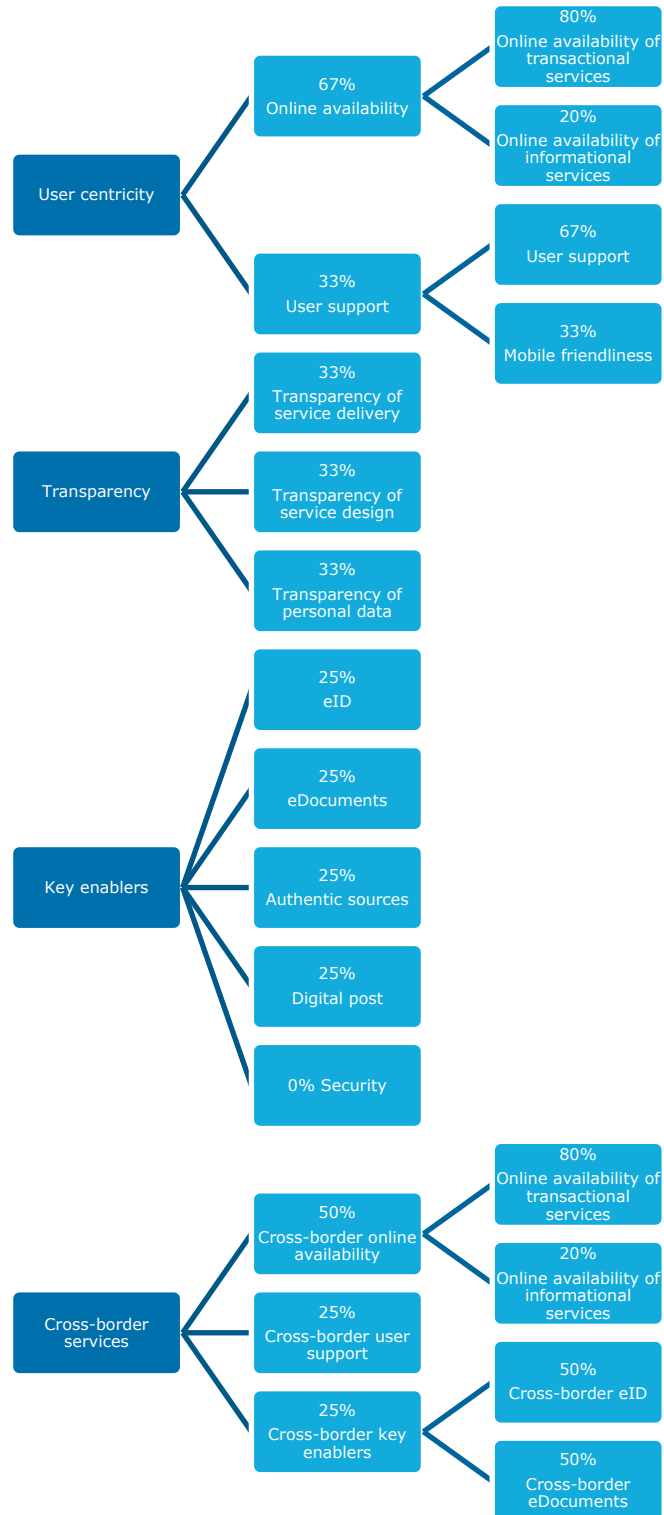 User centricity
67%
Online availability
80%
Online availability of
transactional
services
20%
Online availability of
informational
services
33%
User support
67%
User support
33%
Mobile friendliness
Transparency
33%
Transparency of
service delivery
33%
Transparency of
service design
33%
Transparency of
personal data
Key enablers
25%
eID
25%
eDocuments
25%
Authentic sources
25%
Digital post
0% Security
Cross-border
services
50%
Cross-border online
availability
80%
Online availability of
transactional
services
20%
Online availability of
informational
services
25%
Cross-border user
support
25%
Cross-border key
enablers
50%
Cross-border eID
50%
Cross-border
eDocuments